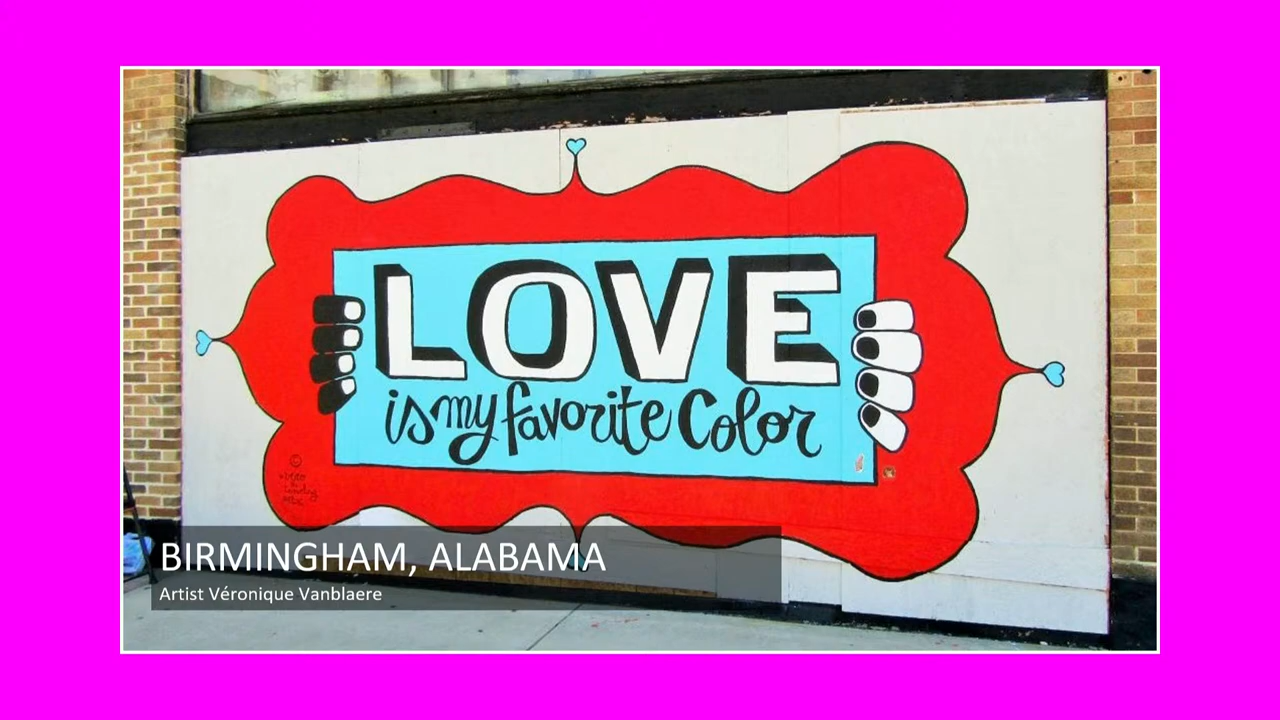 LOVE
is my favorite Color
©
BIRMINGHAM, ALABAMA
Artist Véronique Vanblaere